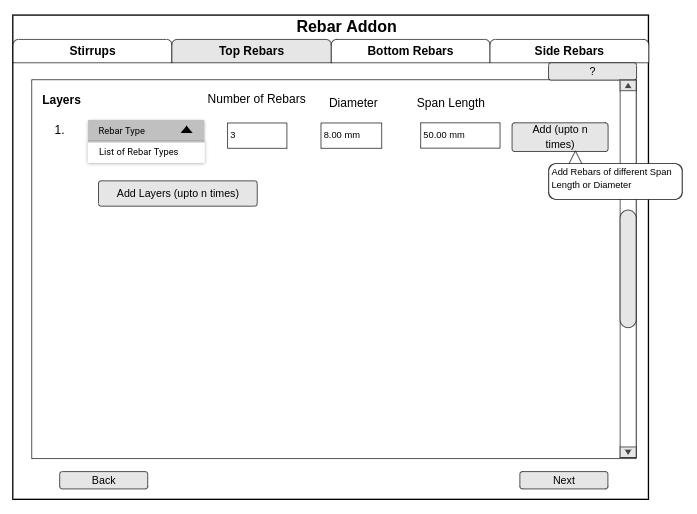 Rebar Addon
Stirrups
Top Rebars
Bottom Rebars
Side Rebars
?
Layers
Number of Rebars
Diameter
Span Length
1.
Rebar Type
3
8.00 mm
50.00 mm
Add (upto n
times)
List of Rebar Types
Add Rebars of different Span
Length or Diameter
Add Layers (upto n times)
Back
Next